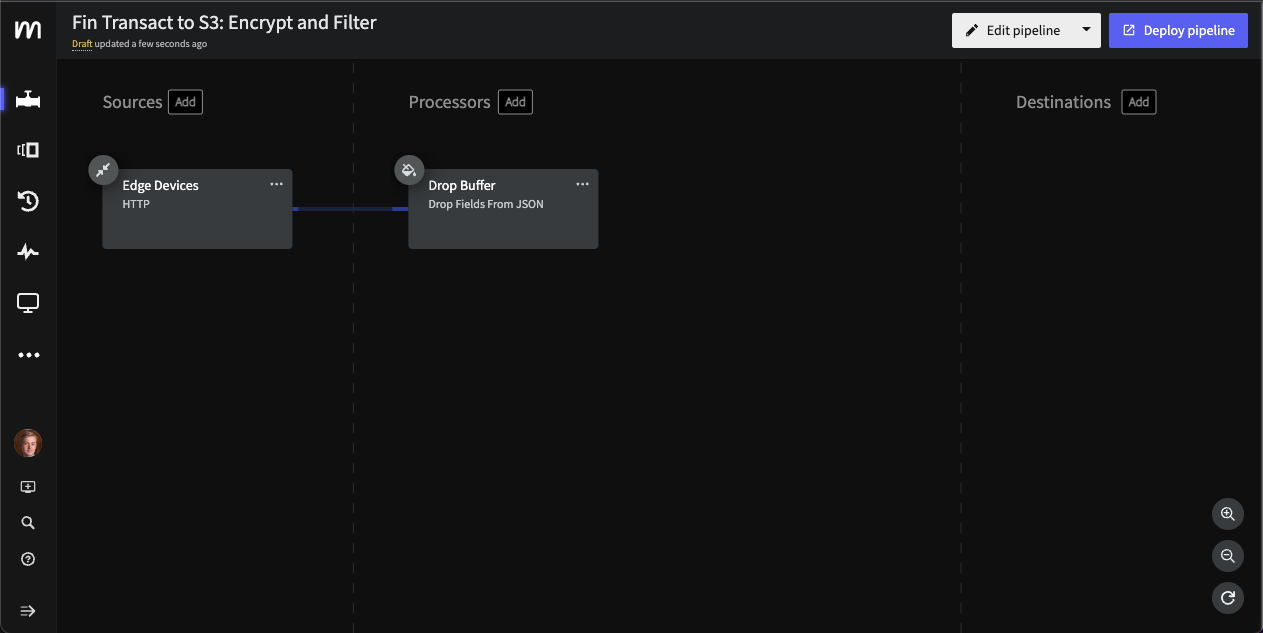 Fin Transact to S3: Encrypt and Filter
Draft updated a few seconds ago
Edit pipeline
Deploy pipeline
Sources Add
Processors Add
Destinations Add
Edge Devices
HTTP
Drop Buffer
Drop Fields From JSON